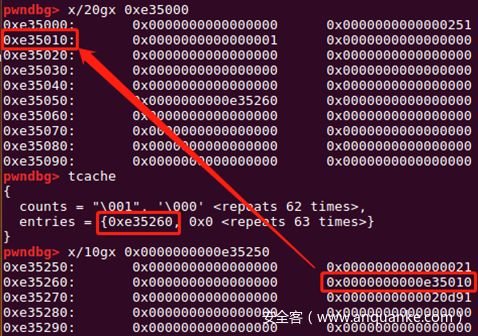 pwndbg> x/20gx 0xe35000
0xe35000: 0x0000000000000000 0x0000000000000251
0xe35010: 0x0000000000000001 0x0000000000000000
0xe35020: 0x0000000000000000 0x0000000000000000
0xe35030: 0x0000000000000000 0x0000000000000000
0xe35040: 0x0000000000000000 0x0000000000000000
0xe35050: 0x0000000000e35260 0x0000000000000000
0xe35060: 0x0000000000000000 0x0000000000000000
0xe35070: 0x0000000000000000 0x0000000000000000
0xe35080: 0x0000000000000000 0x0000000000000000
0xe35090: 0x0000000000000000 0x0000000000000000
pwndbg> tcache
{
counts = "\001", '\000' <repeats 62 times>,
entries = {0xe35260, 0x0 <repeats 63 times>}
}
pwndbg> x/10gx 0x0000000000e35250
0xe35250: 0x0000000000000000 0x0000000000000021
0xe35260: 0x0000000000000000 0x0000000000e35010
0xe35270: 0x0000000000000000 0x0000000000020d91
0xe35280: 0x0000000000000000 0x0000000000000000
0xe35290: 0x0000000000000000 0x0000000000000000
安全客 ( www.anquanke.com )